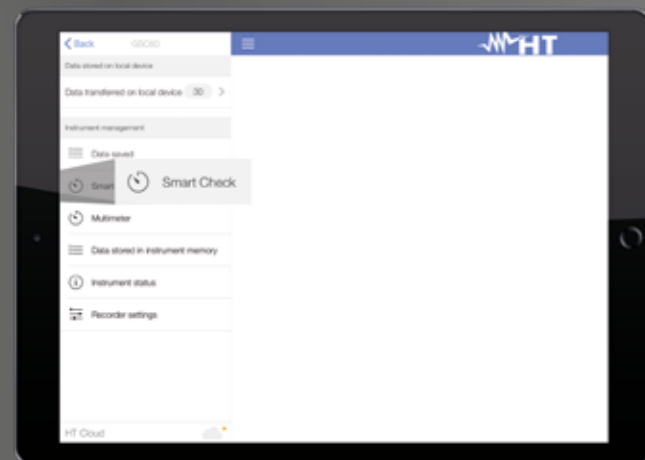 Back GSC60
HT
Data stored on local device
Data transferred on local device 30
Instrument management
Data saved
Smart
Smart Check
Multimeter
Data stored in instrument memory
Instrument status
Recorder settings
HT Cloud